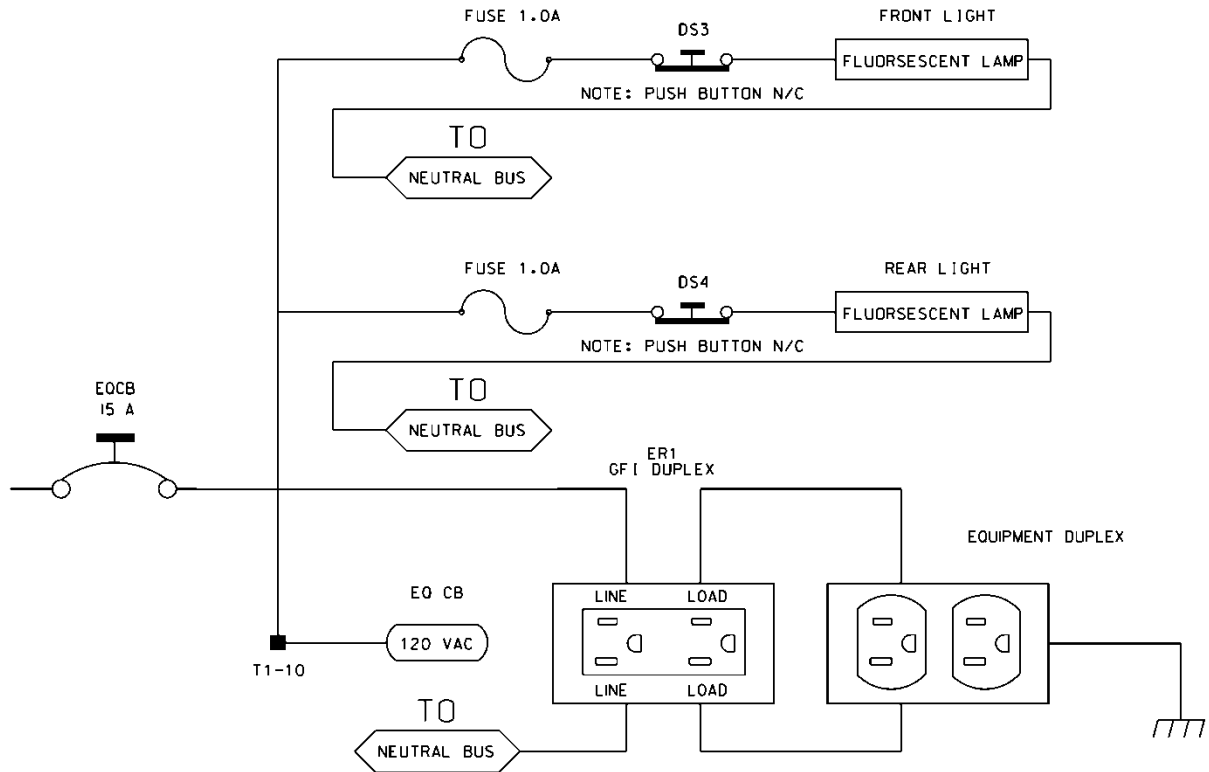 FUSE 1.0A
DS3
FRONT LIGHT
FLUORSESCENT LAMP
NOTE: PUSH BUTTON N/C
TO
NEUTRAL BUS
FUSE 1.0A
DS4
REAR LIGHT
FLUORSESCENT LAMP
NOTE: PUSH BUTTON N/C
TO
NEUTRAL BUS
EQCB
15 A
ER1
GFI DUPLEX
EQUIPMENT DUPLEX
EQ CB
120 VAC
T1-10
LINE LOAD
LINE LOAD
TO
NEUTRAL BUS